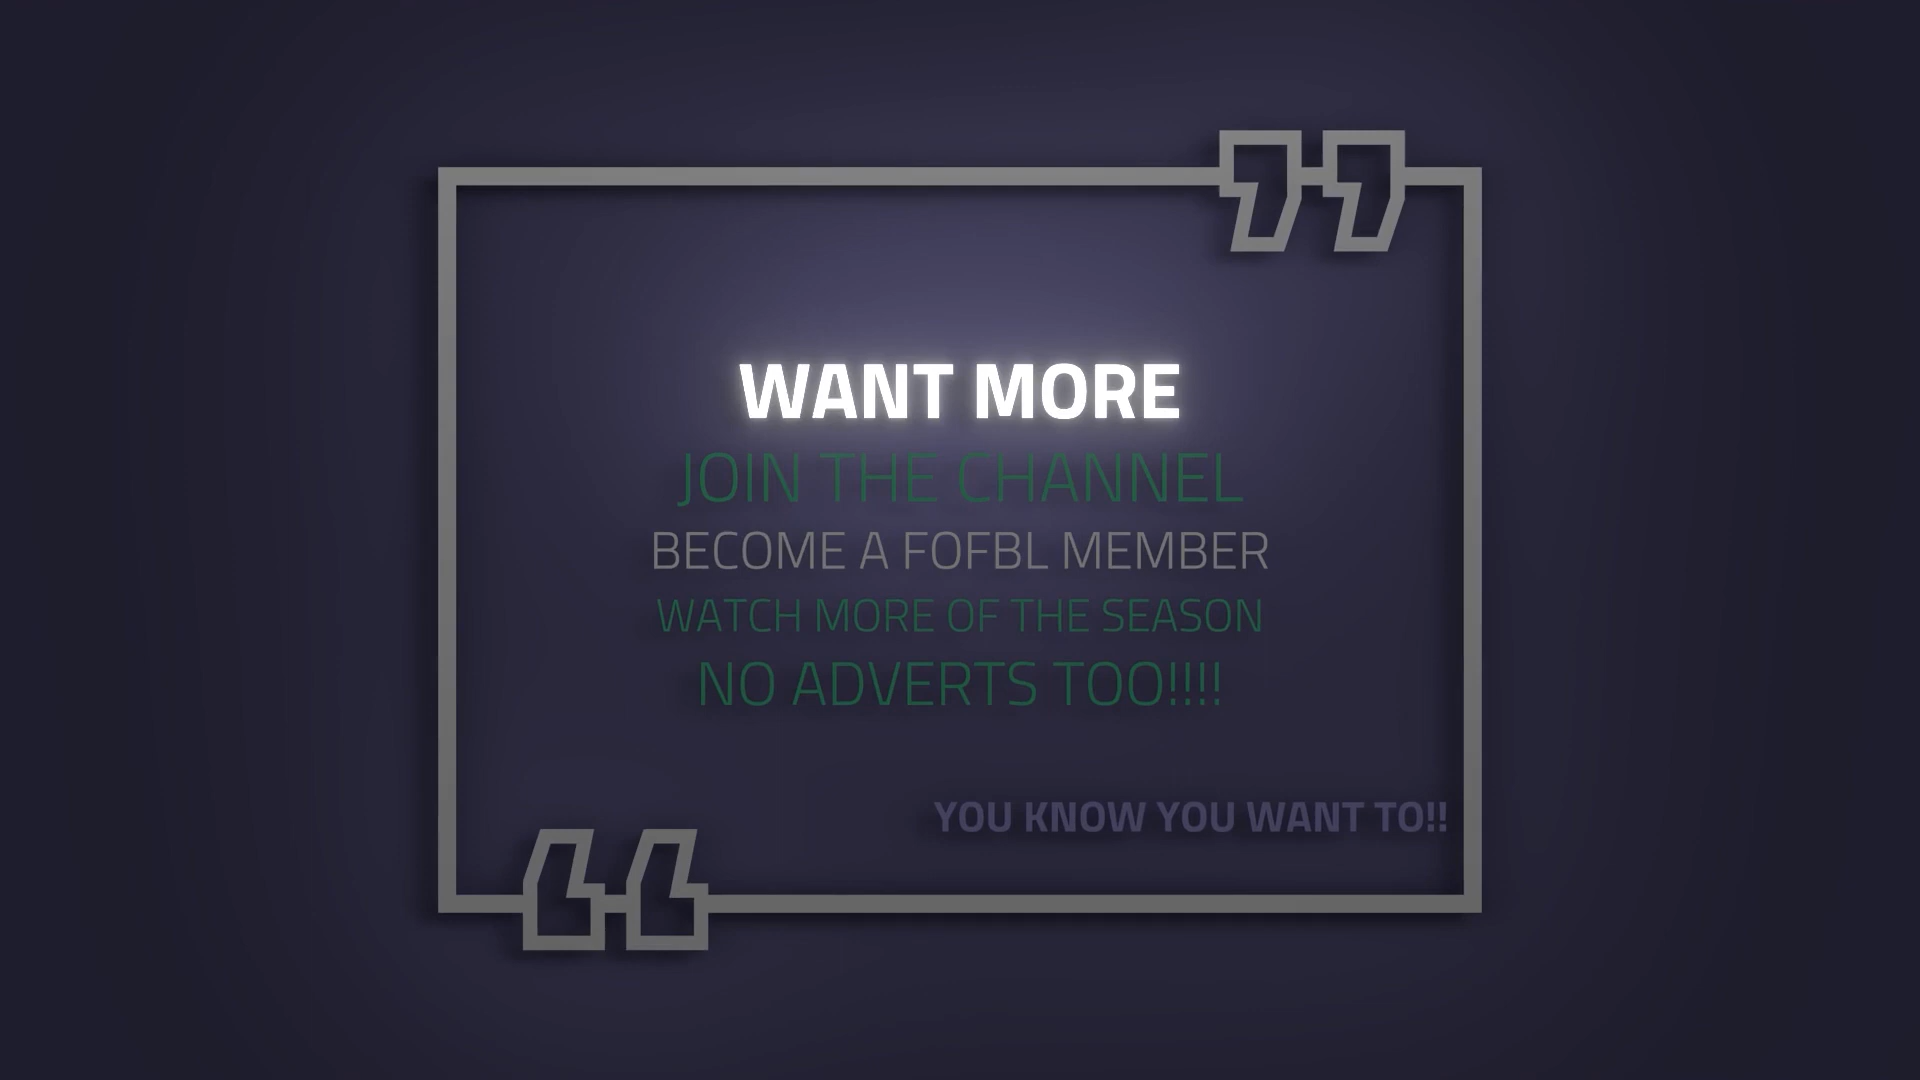 WANT MORE
JOIN THE CHANNEL
BECOME A FOFBL MEMBER
WATCH MORE OF THE SEASON
NO ADVERTS TOO!!!!
YOU KNOW YOU WANT TO!!